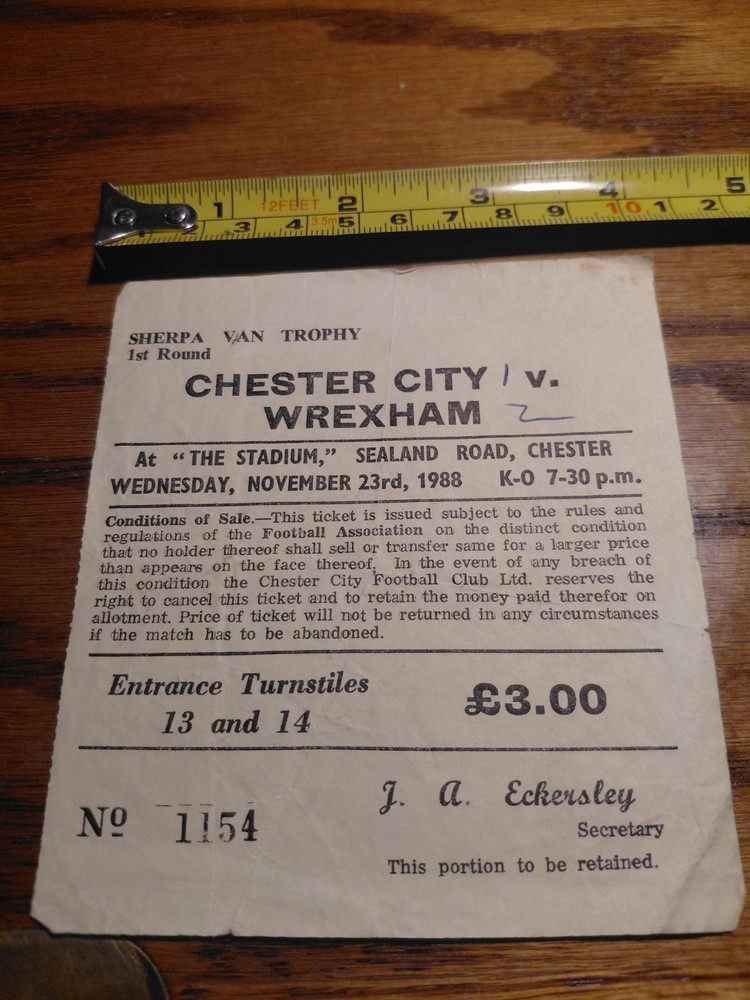 1 12FEET 2 3 4 5
2 3 4 3.5m 5 6 7 8 9 10 1 2
SHERPA VAN TROPHY
1st Round
CHESTER CITY 1 v.
WREXHAM 2
At "THE STADIUM," SEALAND ROAD, CHESTER
WEDNESDAY, NOVEMBER 23rd, 1988 K-O 7-30 p.m.
Conditions of Sale.—This ticket is issued subject to the rules and
regulations of the Football Association on the distinct condition
that no holder thereof shall sell or transfer same for a larger price
than appears on the face thereof. In the event of any breach of
this condition the Chester City Football Club Ltd. reserves the
right to cancel this ticket and to retain the money paid therefor on
allotment. Price of ticket will not be returned in any circumstances
if the match has to be abandoned.
Entrance Turnstiles
13 and 14
£3.00
Nº 1154
J. A. Eckersley
Secretary
This portion to be retained.